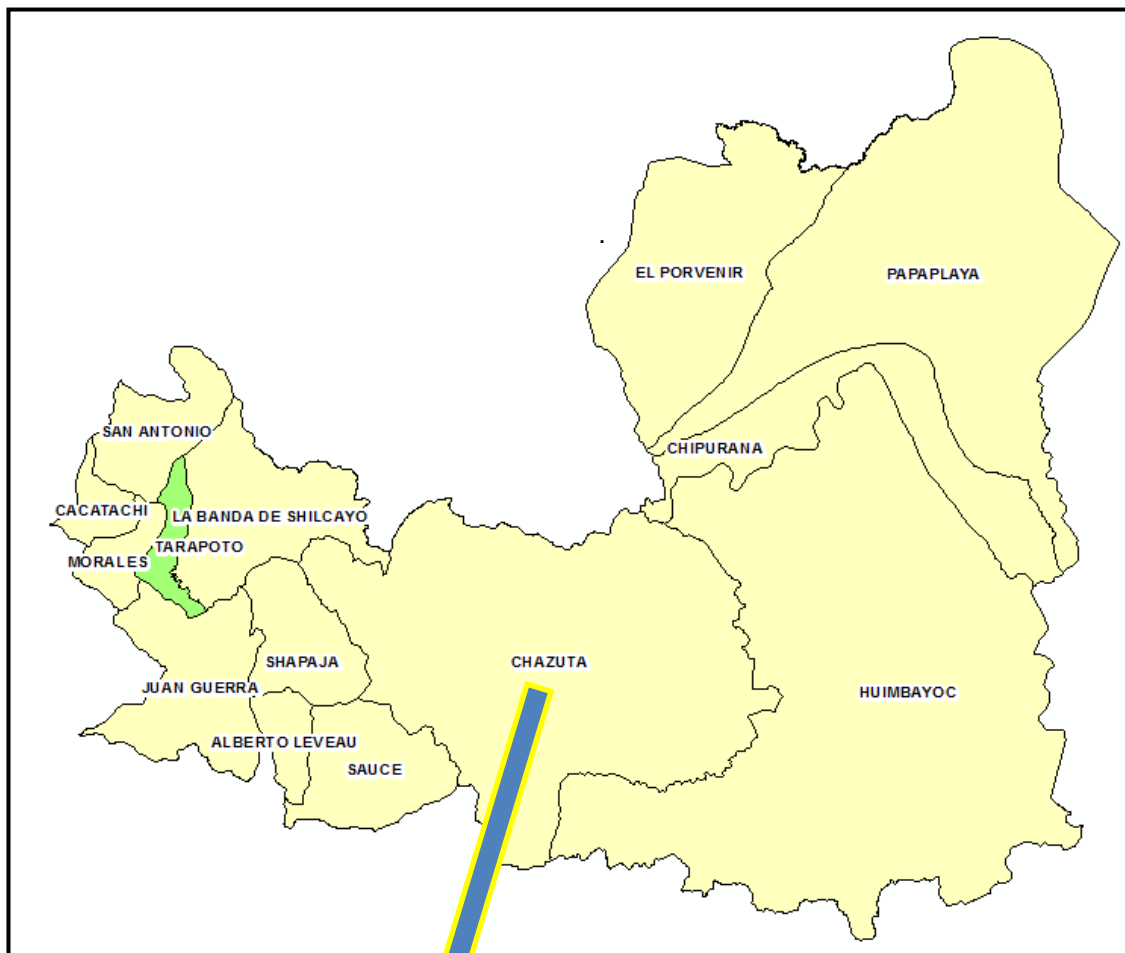 EL PORVENIR
PAPAPLAYA
SAN ANTONIO
CHIPURANA
CACATACHI
LA BANDA DE SHILCAYO
TARAPOTO
MORALES
SHAPAJA
CHAZUTA
JUAN GUERRA
HUIMBAYOC
ALBERTO LEVEAU
SAUCE